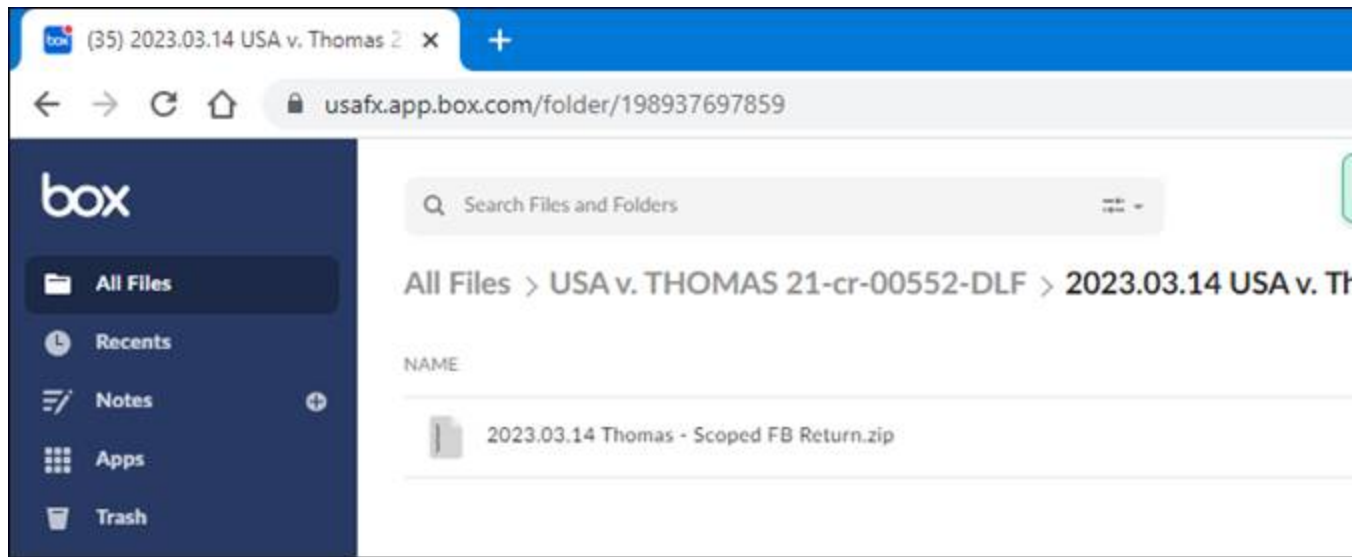 (35) 2023.03.14 USA v. Thomas 2
usafx.app.box.com/folder/198937697859
box
Search Files and Folders
All Files > USA v. THOMAS 21-cr-00552-DLF > 2023.03.14 USA v. Th
All Files
Recents
NAME
Notes
2023.03.14 Thomas - Scoped FB Return.zip
Apps
Trash